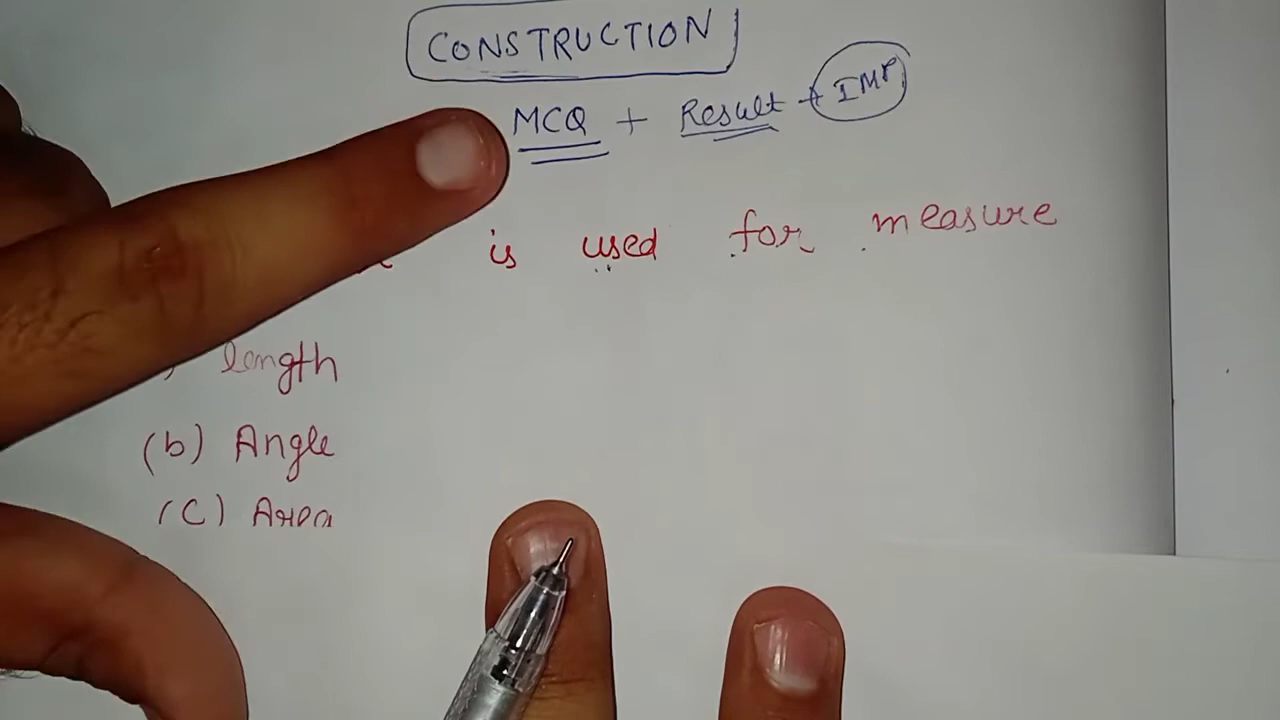 CONSTRUCTION
MCQ + Result + IMP
is used for measure
length
(b) Angle
(C) Area